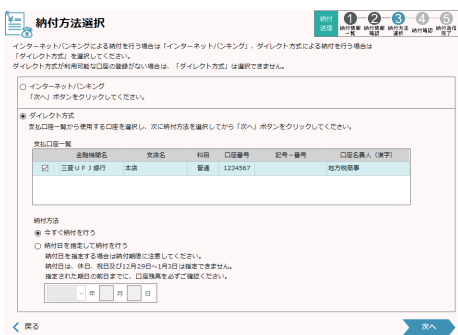 納付方法選択
納付送信
1 納付情報一覧
2 納付情報確認
3 納付方法選択
4 納付確認
5 納付送信完了
インターネットバンキングによる納付を行う場合は「インターネットバンキング」、ダイレクト方式による納付を行う場合は
「ダイレクト方式」を選択してください。
ダイレクト方式が利用可能な口座の登録がない場合は、「ダイレクト方式」は選択できません。
インターネットバンキング
「次へ」ボタンをクリックしてください。
ダイレクト方式
支払口座一覧から使用する口座を選択し、次に納付方法を選択してから「次へ」ボタンをクリックしてください。
支払口座一覧
金融機関名 支店名 科目 口座番号 記号-番号 口座名義人（漢字）
三菱ＵＦＪ銀行 本店 普通 1234567 地方税商事
納付方法
今すぐ納付を行う
納付日を指定して納付を行う
納付日を指定する場合は納付期限に注意してください。
納付日は、休日、祝日及び12月29日～1月3日は指定できません。
指定された期日の前日までに、口座残高を必ずご確認ください。
年 月 日
戻る 次へ